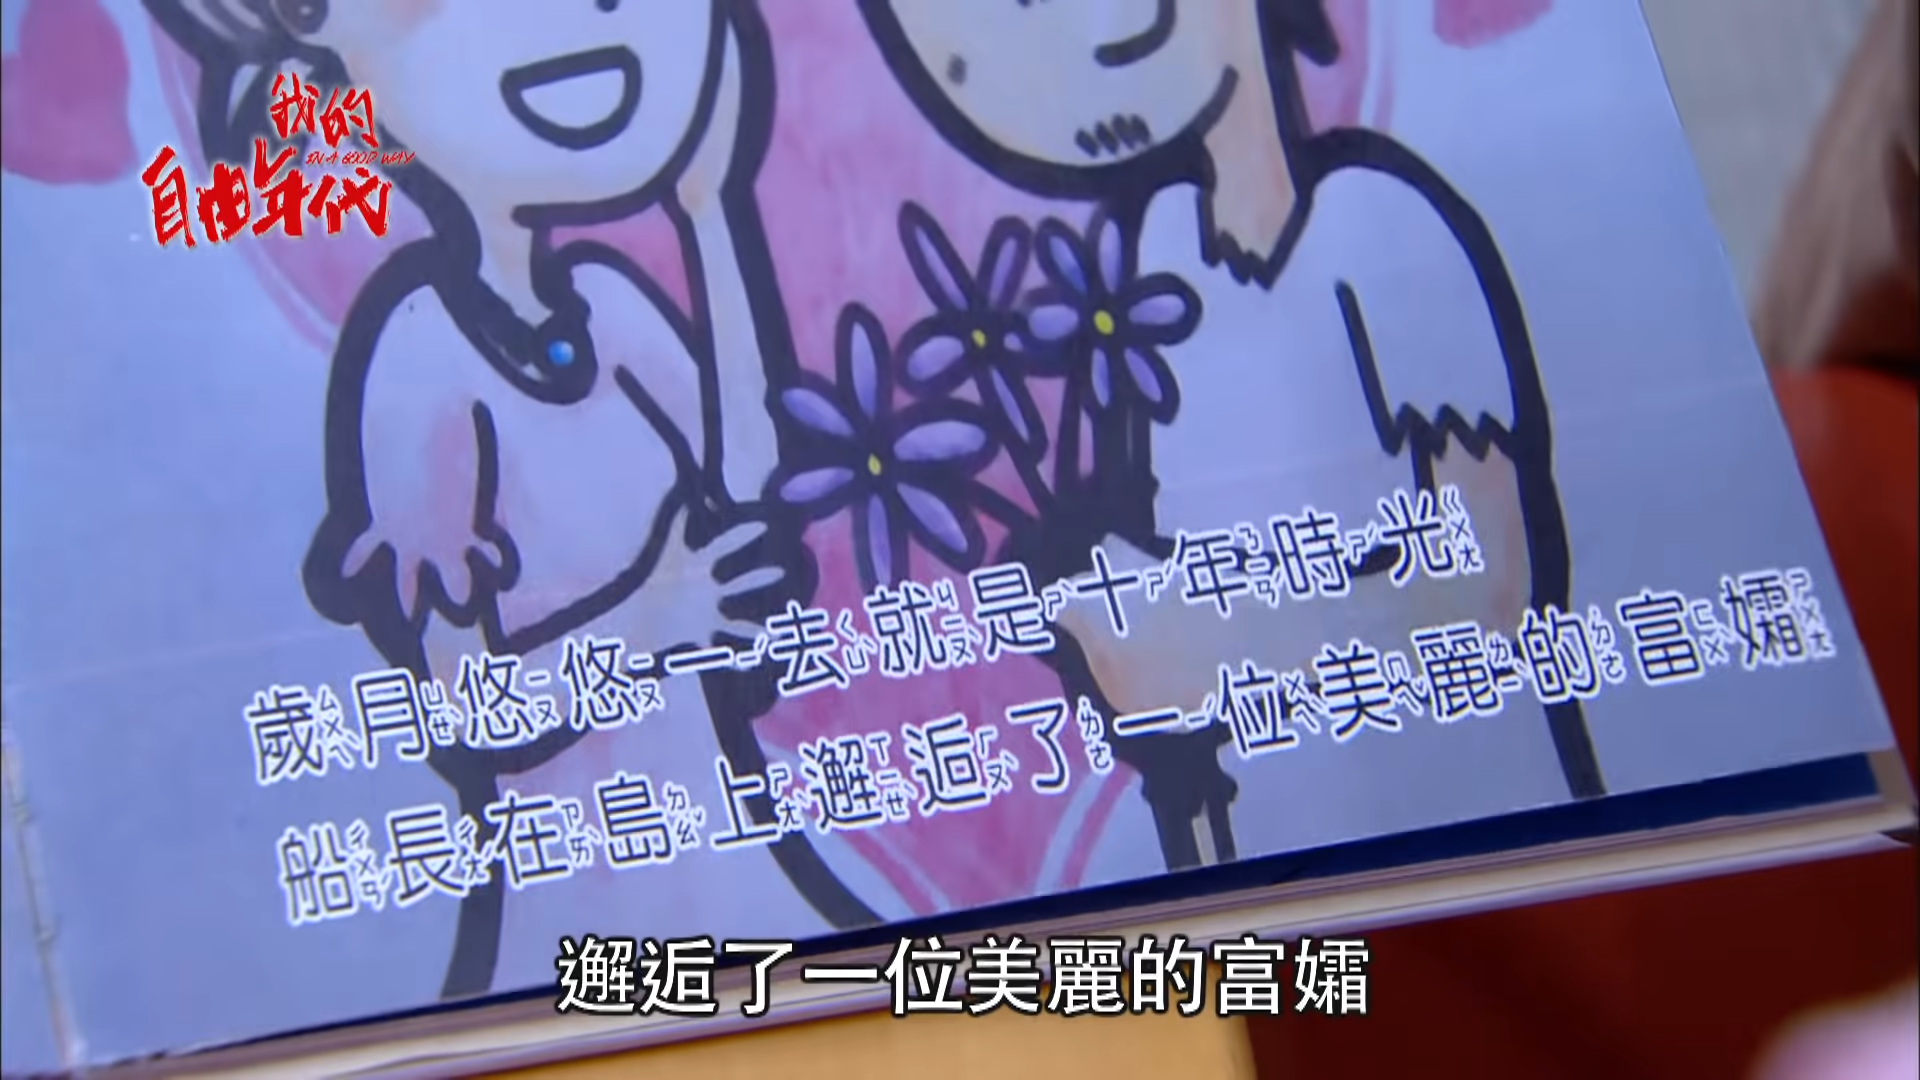 我的
自由年代
IN A GOOD WAY
歲月悠悠一去就是十年時光
船長在島上邂逅了一位美麗的富孀
邂逅了一位美麗的富孀